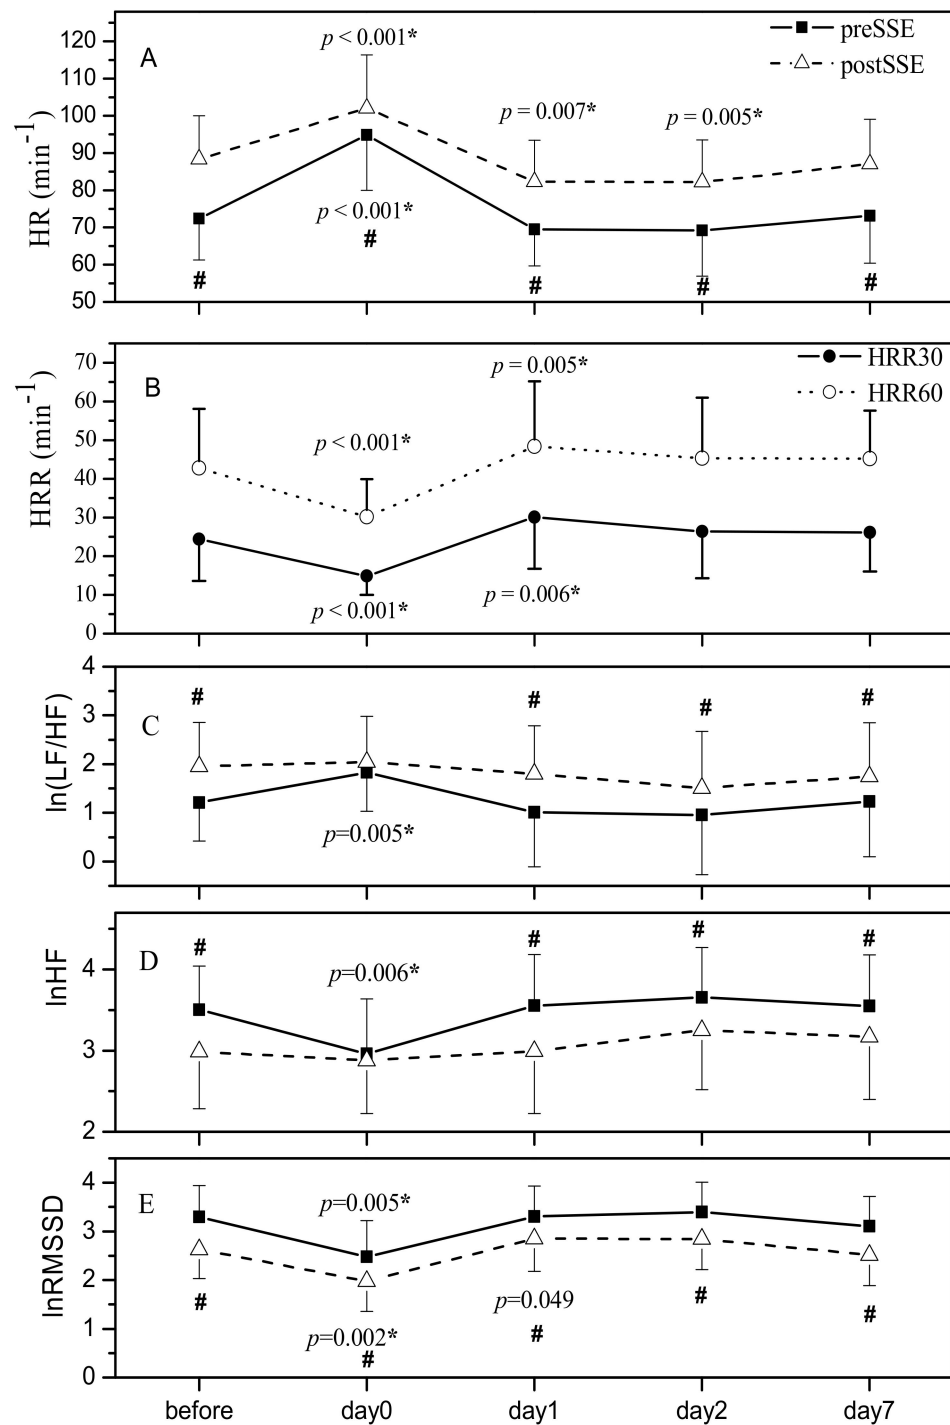 A
p < 0.001*
preSSE
postSSE
120
110
100
90
80
70
60
50
HR (min-1)
p = 0.007*
p = 0.005*
p < 0.001*
#
#
#
#
#
B
p = 0.005*
HRR30
HRR60
70
60
50
40
30
20
10
0
HRR (min-1)
p < 0.001*
p < 0.001*
p = 0.006*
C
4
3
2
1
0
ln(LF/HF)
#
#
#
#
p=0.005*
D
4
3
2
lnHF
#
#
#
#
p=0.006*
E
4
3
2
1
0
lnRMSSD
p=0.005*
#
p=0.002*
#
p=0.049
#
#
#
before day0 day1 day2 day7